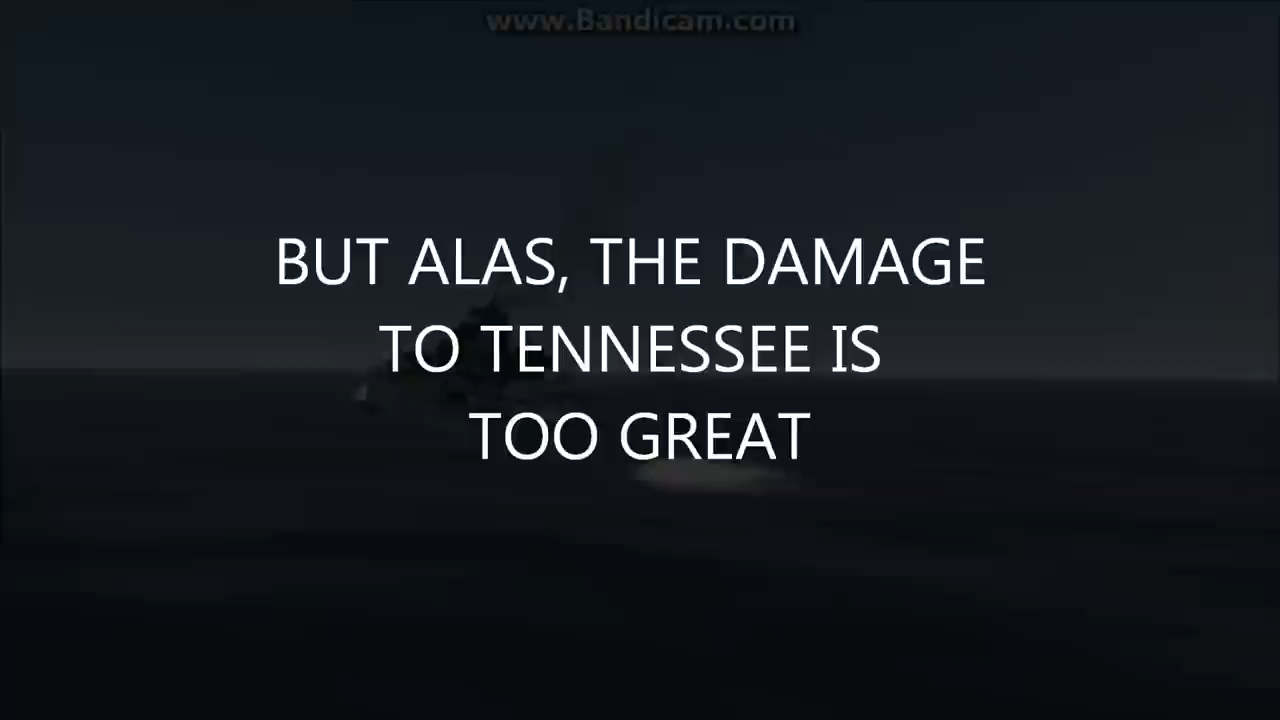 www.Bandicam.com
BUT ALAS, THE DAMAGE
TO TENNESSEE IS
TOO GREAT